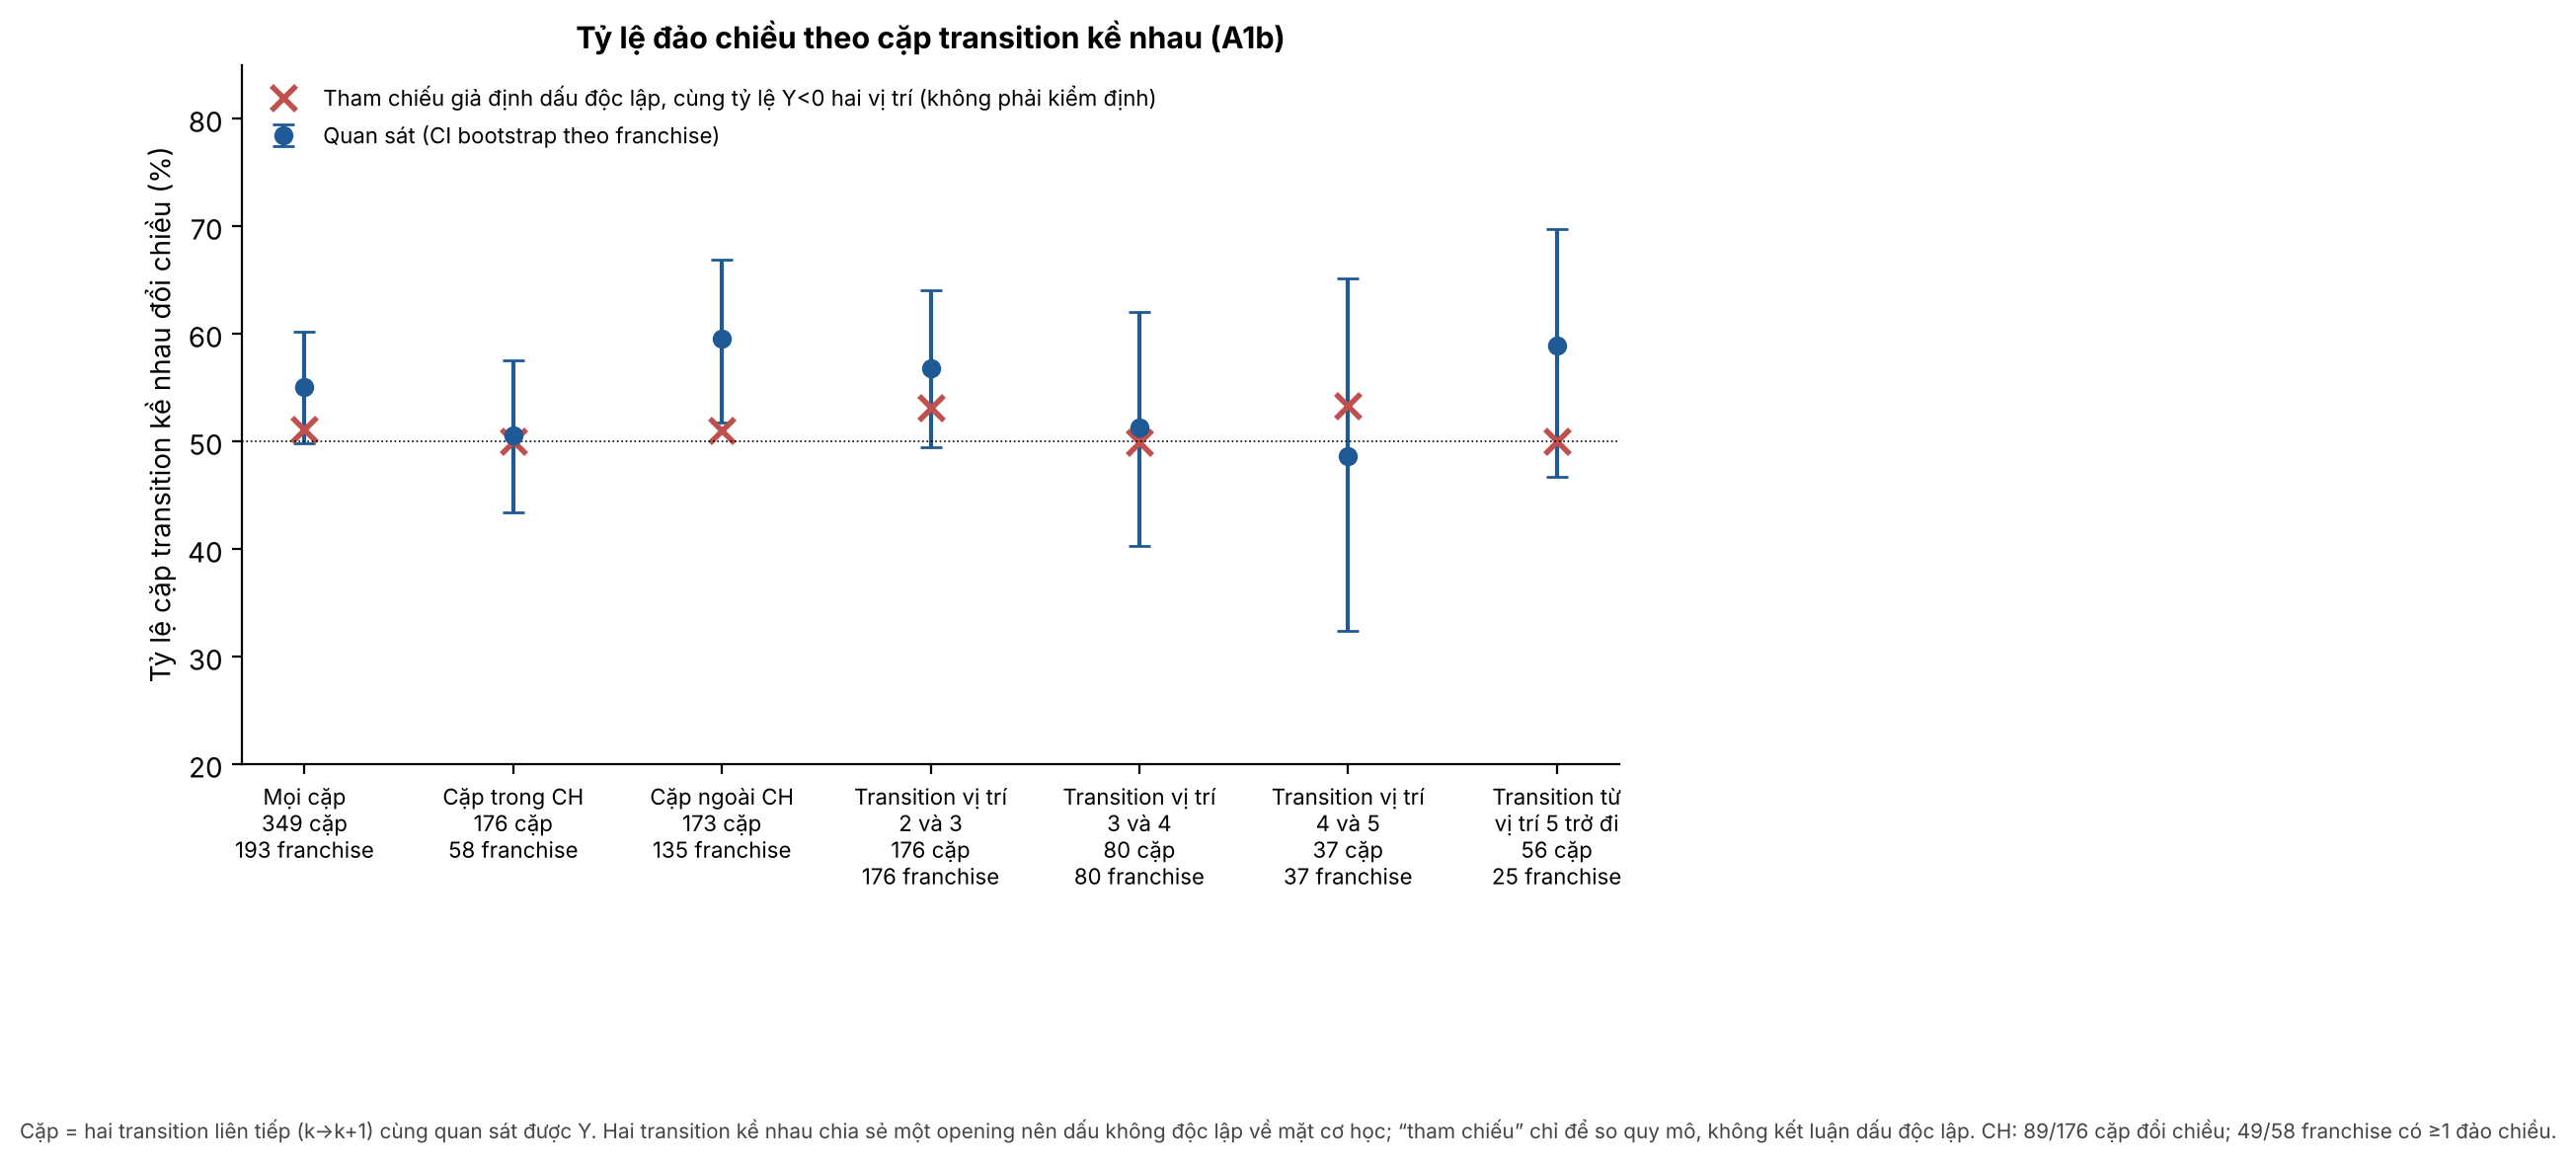 Tỷ lệ đảo chiều theo cặp transition kề nhau (A1b)
Tham chiếu giả định dấu độc lập, cùng tỷ lệ Y<0 hai vị trí (không phải kiểm định)
Quan sát (CI bootstrap theo franchise)
Tỷ lệ cặp transition kề nhau đổi chiều (%)
80
70
60
50
40
30
20
Mọi cặp
349 cặp
193 franchise
Cặp trong CH
176 cặp
58 franchise
Cặp ngoài CH
173 cặp
135 franchise
Transition vị trí
2 và 3
176 cặp
176 franchise
Transition vị trí
3 và 4
80 cặp
80 franchise
Transition vị trí
4 và 5
37 cặp
37 franchise
Transition từ
vị trí 5 trở đi
56 cặp
25 franchise
Cặp = hai transition liên tiếp (k→k+1) cùng quan sát được Y. Hai transition kề nhau chia sẻ một opening nên dấu không độc lập về mặt cơ học; “tham chiếu” chỉ để so quy mô, không kết luận dấu độc lập. CH: 89/176 cặp đổi chiều; 49/58 franchise có ≥1 đảo chiều.